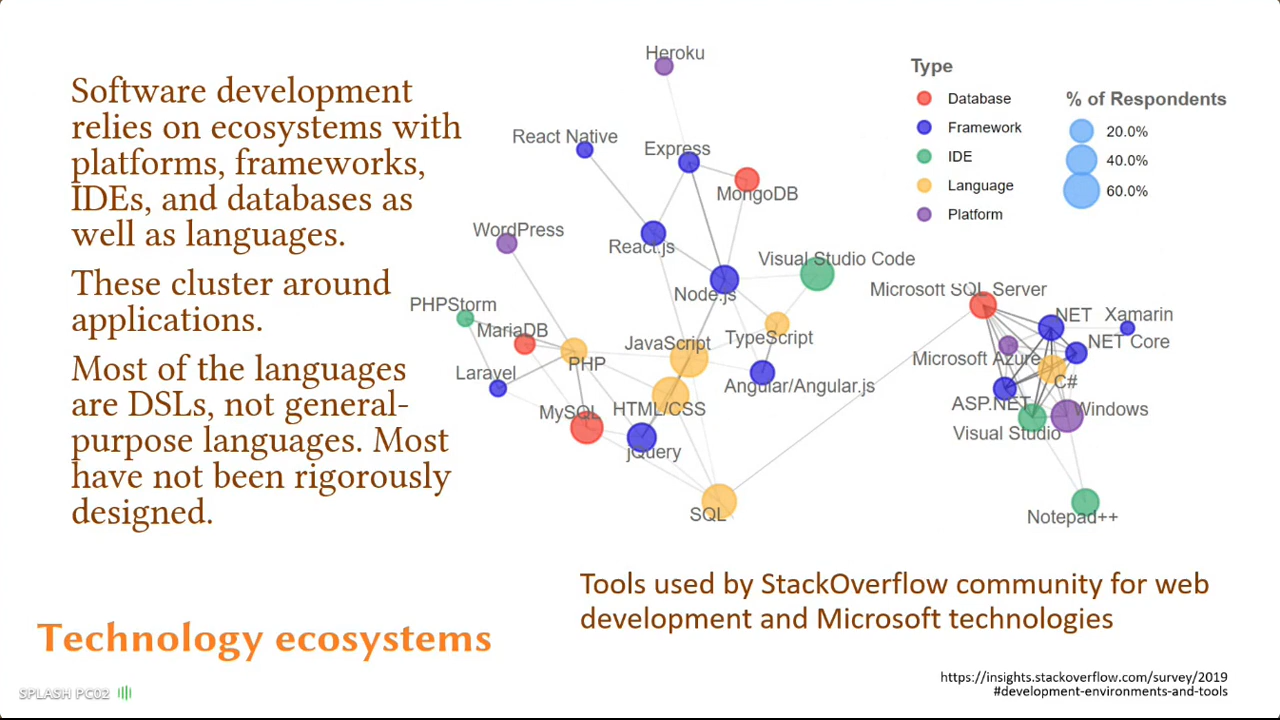 Software development
relies on ecosystems with
platforms, frameworks,
IDEs, and databases as
well as languages.
These cluster around
applications.
Most of the languages
are DSLs, not general-
purpose languages. Most
have not been rigorously
designed.
Heroku
React Native
Express
MongoDB
WordPress
React.js
Visual Studio Code
Node.js
PHPStorm
MariaDB
JavaScript
TypeScript
PHP
Laravel
Angular/Angular.js
MySQL
HTML/CSS
jQuery
SQL
Type
Database
Framework
IDE
Language
Platform
% of Respondents
20.0%
40.0%
60.0%
Microsoft SQL Server
.NET
Xamarin
.NET Core
Microsoft Azure
C#
ASP.NET
Windows
Visual Studio
Notepad++
Tools used by StackOverflow community for web
development and Microsoft technologies
Technology ecosystems
https://insights.stackoverflow.com/survey/2019
#development-environments-and-tools
SPLASH PC02